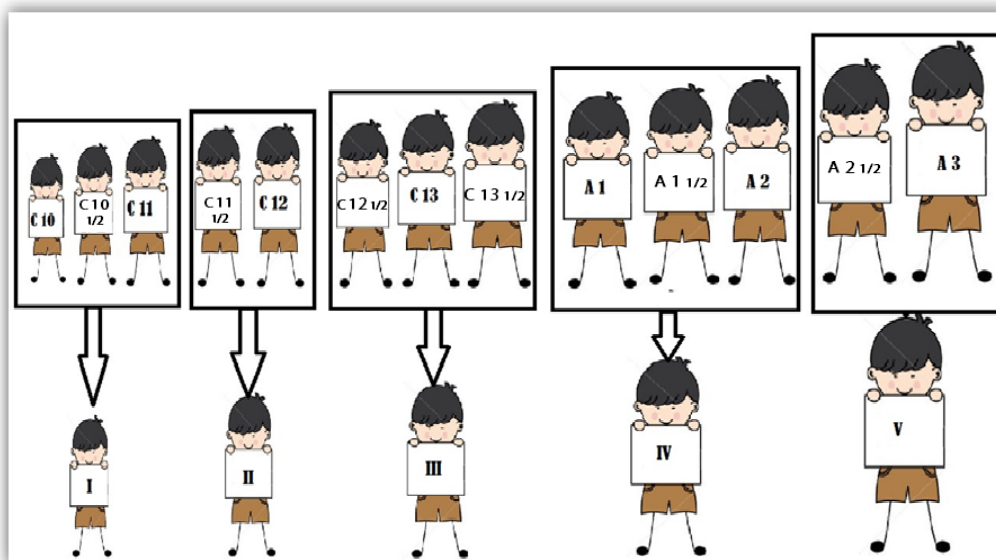 C 10
C 10
1/2
C 11
C 11
1/2
C 12
C 12 1/2
C 13
C 13 1/2
A 1
A 1 1/2
A 2
A 2 1/2
A 3
I
II
III
IV
V